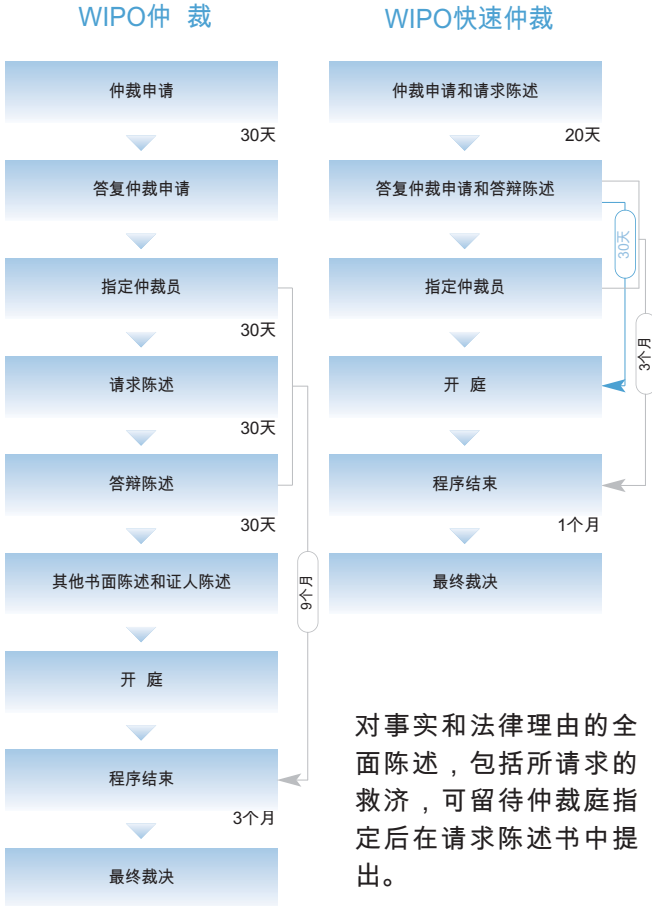 WIPO仲 裁
仲裁申请
30天
答复仲裁申请
指定仲裁员
30天
请求陈述
30天
答辩陈述
30天
其他书面陈述和证人陈述
9个月
开 庭
程序结束
3个月
最终裁决
WIPO快速仲裁
仲裁申请和请求陈述
20天
答复仲裁申请和答辩陈述
30天
指定仲裁员
3个月
开 庭
程序结束
1个月
最终裁决
对事实和法律理由的全
面陈述，包括所请求的
救济，可留待仲裁庭指
定后在请求陈述书中提
出。